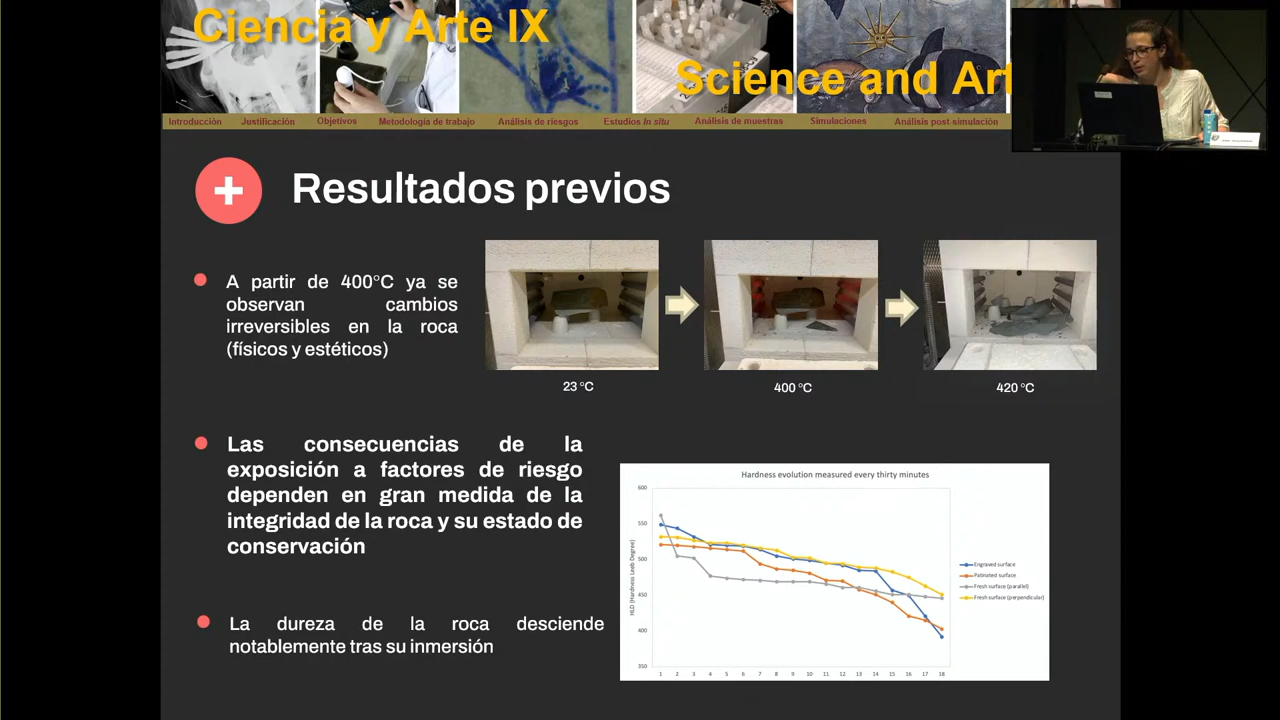 Ciencia y Arte IX
Science and Art
Introducción Justificación Objetivos Metodología de trabajo Análisis de riesgos Estudios In situ Análisis de muestras Simulaciones Análisis post-simulación
Resultados previos
A partir de 400°C ya se
observan cambios
irreversibles en la roca
(físicos y estéticos)
23 °C
400 °C
420 °C
Las consecuencias de la
exposición a factores de riesgo
dependen en gran medida de la
integridad de la roca y su estado de
conservación
La dureza de la roca desciende
notablemente tras su inmersión
Hardness evolution measured every thirty minutes
HLD (Hardness Leeb Degree)
600
550
500
450
400
350
1 2 3 4 5 6 7 8 9 10 11 12 13 14 15 16 17 18
Engraved surface
Patinated surface
Fresh surface (parallel)
Fresh surface (perpendicular)